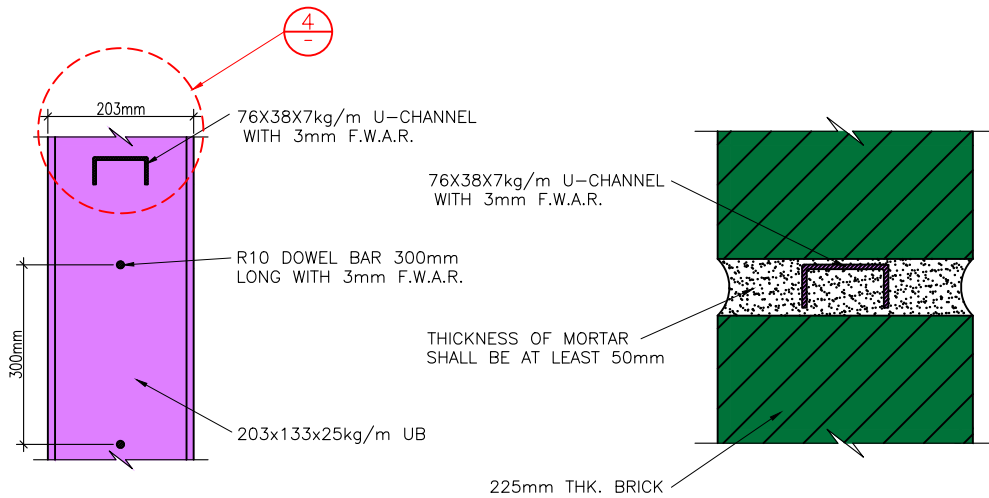 4
-
203mm
76X38X7kg/m U-CHANNEL
WITH 3mm F.W.A.R.
R10 DOWEL BAR 300mm
LONG WITH 3mm F.W.A.R.
300mm
203x133x25kg/m UB
76X38X7kg/m U-CHANNEL
WITH 3mm F.W.A.R.
THICKNESS OF MORTAR
SHALL BE AT LEAST 50mm
225mm THK. BRICK